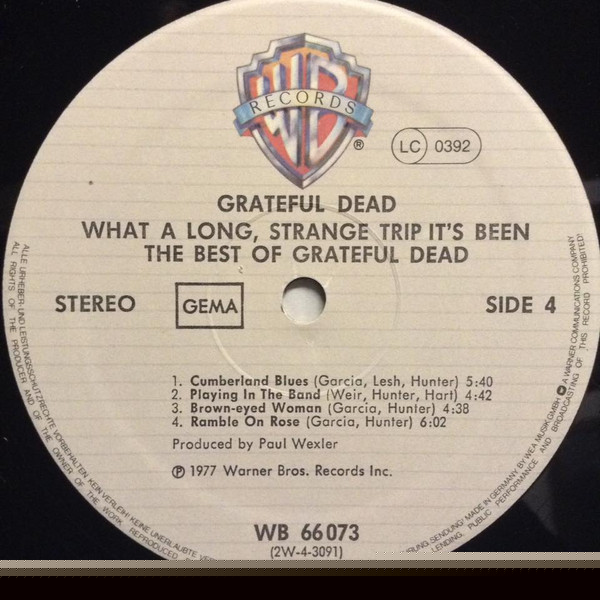 WB
RECORDS
®
LC 0392
GRATEFUL DEAD
WHAT A LONG, STRANGE TRIP IT'S BEEN
THE BEST OF GRATEFUL DEAD
STEREO GEMA SIDE 4
1. Cumberland Blues (Garcia, Lesh, Hunter) 5:40
2. Playing In The Band (Weir, Hunter, Hart) 4:42
3. Brown-eyed Woman (Garcia, Hunter) 4:38
4. Ramble On Rose (Garcia, Hunter) 6:02
Produced by Paul Wexler
℗ 1977 Warner Bros. Records Inc.
WB 66073
(2W-4-3091)
ALLE URHEBER- UND LEISTUNGSSCHUTZRECHTE VORBEHALTEN. KEIN VERLEIH! KEINE UNERLAUBTE
ALL RIGHTS OF THE PRODUCER AND OF THE OWNER OF THE WORK REPRODUCED
SENDUNG! MADE IN GERMANY BY WEA MUSIK GMBH A WARNER COMMUNICATIONS COMPANY
LENDING, PUBLIC PERFORMANCE AND BROADCASTING OF THIS RECORD PROHIBITED!